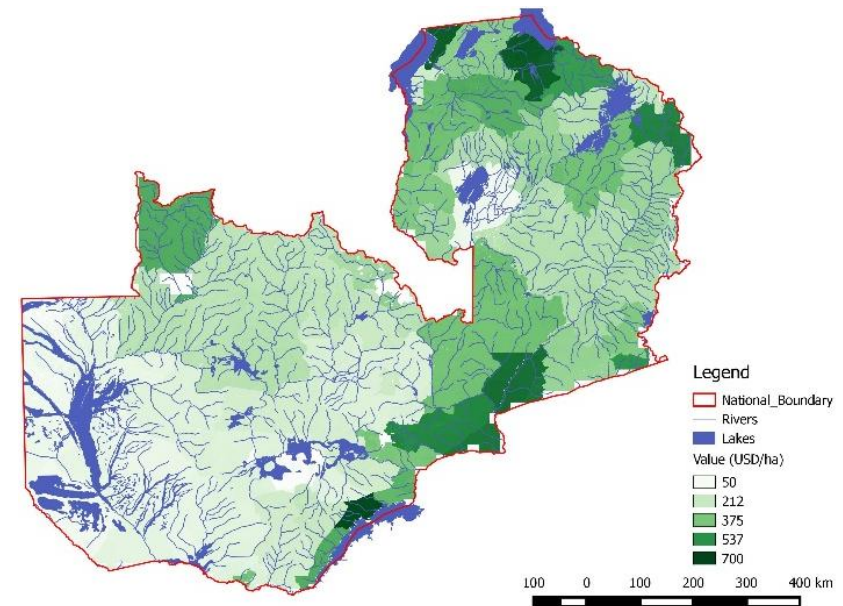 Legend
National_Boundary
Rivers
Lakes
Value (USD/ha)
50
212
375
537
700
100 0 100 200 300 400 km